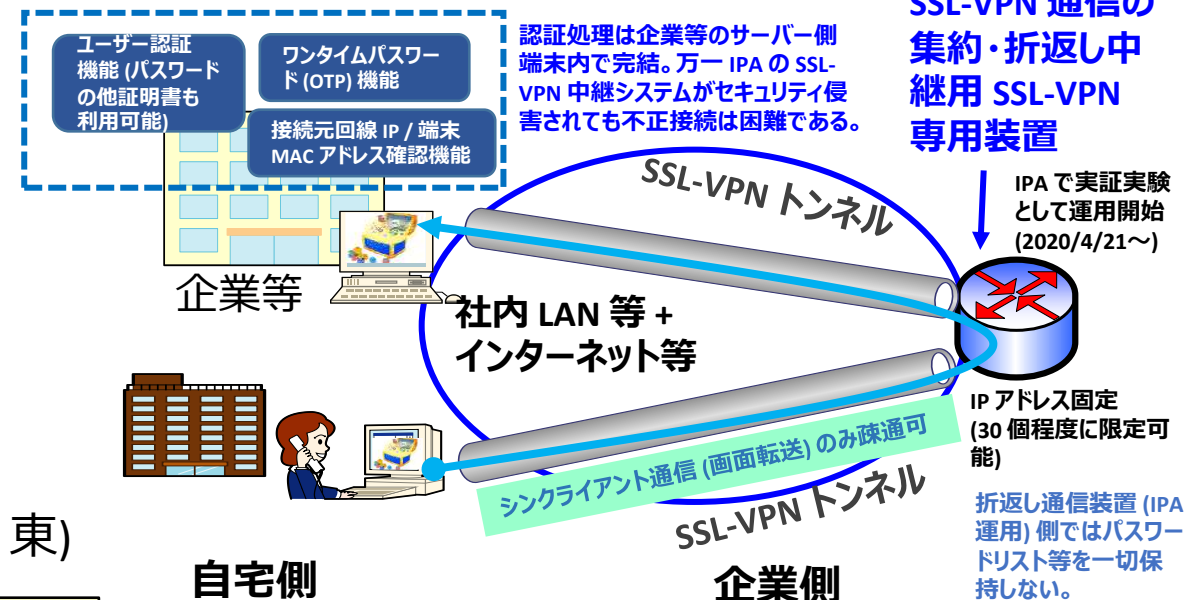 ユーザー認証
機能 (パスワード
の他証明書も
利用可能)
ワンタイムパスワー
ド (OTP) 機能
接続元回線 IP / 端末
MAC アドレス確認機能
認証処理は企業等のサーバー側
端末内で完結。万一 IPA の SSL-
VPN 中継システムがセキュリティ侵
害されても不正接続は困難である。
SSL-VPN 通信の
集約・折返し中
継用 SSL-VPN
専用装置
IPA で実証実験
として運用開始
(2020/4/21~)
SSL-VPN トンネル
企業等
社内 LAN 等 +
インターネット等
IP アドレス固定
(30 個程度に限定可
能)
シンクライアント通信 (画面転送) のみ疎通可
SSL-VPN トンネル
折返し通信装置 (IPA
運用) 側ではパスワー
ドリスト等を一切保
持しない。
東)
自宅側
企業側